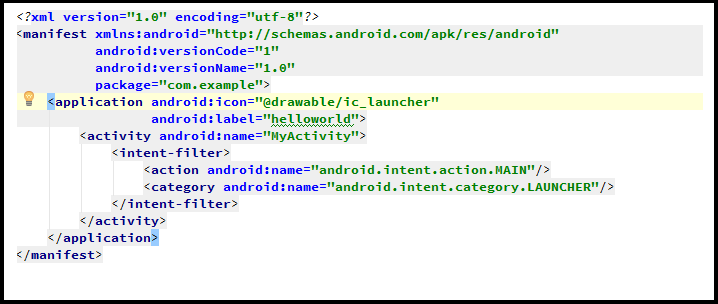 <?xml version="1.0" encoding="utf-8"?>
<manifest xmlns:android="http://schemas.android.com/apk/res/android"
          android:versionCode="1"
          android:versionName="1.0"
          package="com.example">
    <application android:icon="@drawable/ic_launcher"
                 android:label="helloworld">
        <activity android:name="MyActivity">
            <intent-filter>
                <action android:name="android.intent.action.MAIN"/>
                <category android:name="android.intent.category.LAUNCHER"/>
            </intent-filter>
        </activity>
    </application>
</manifest>